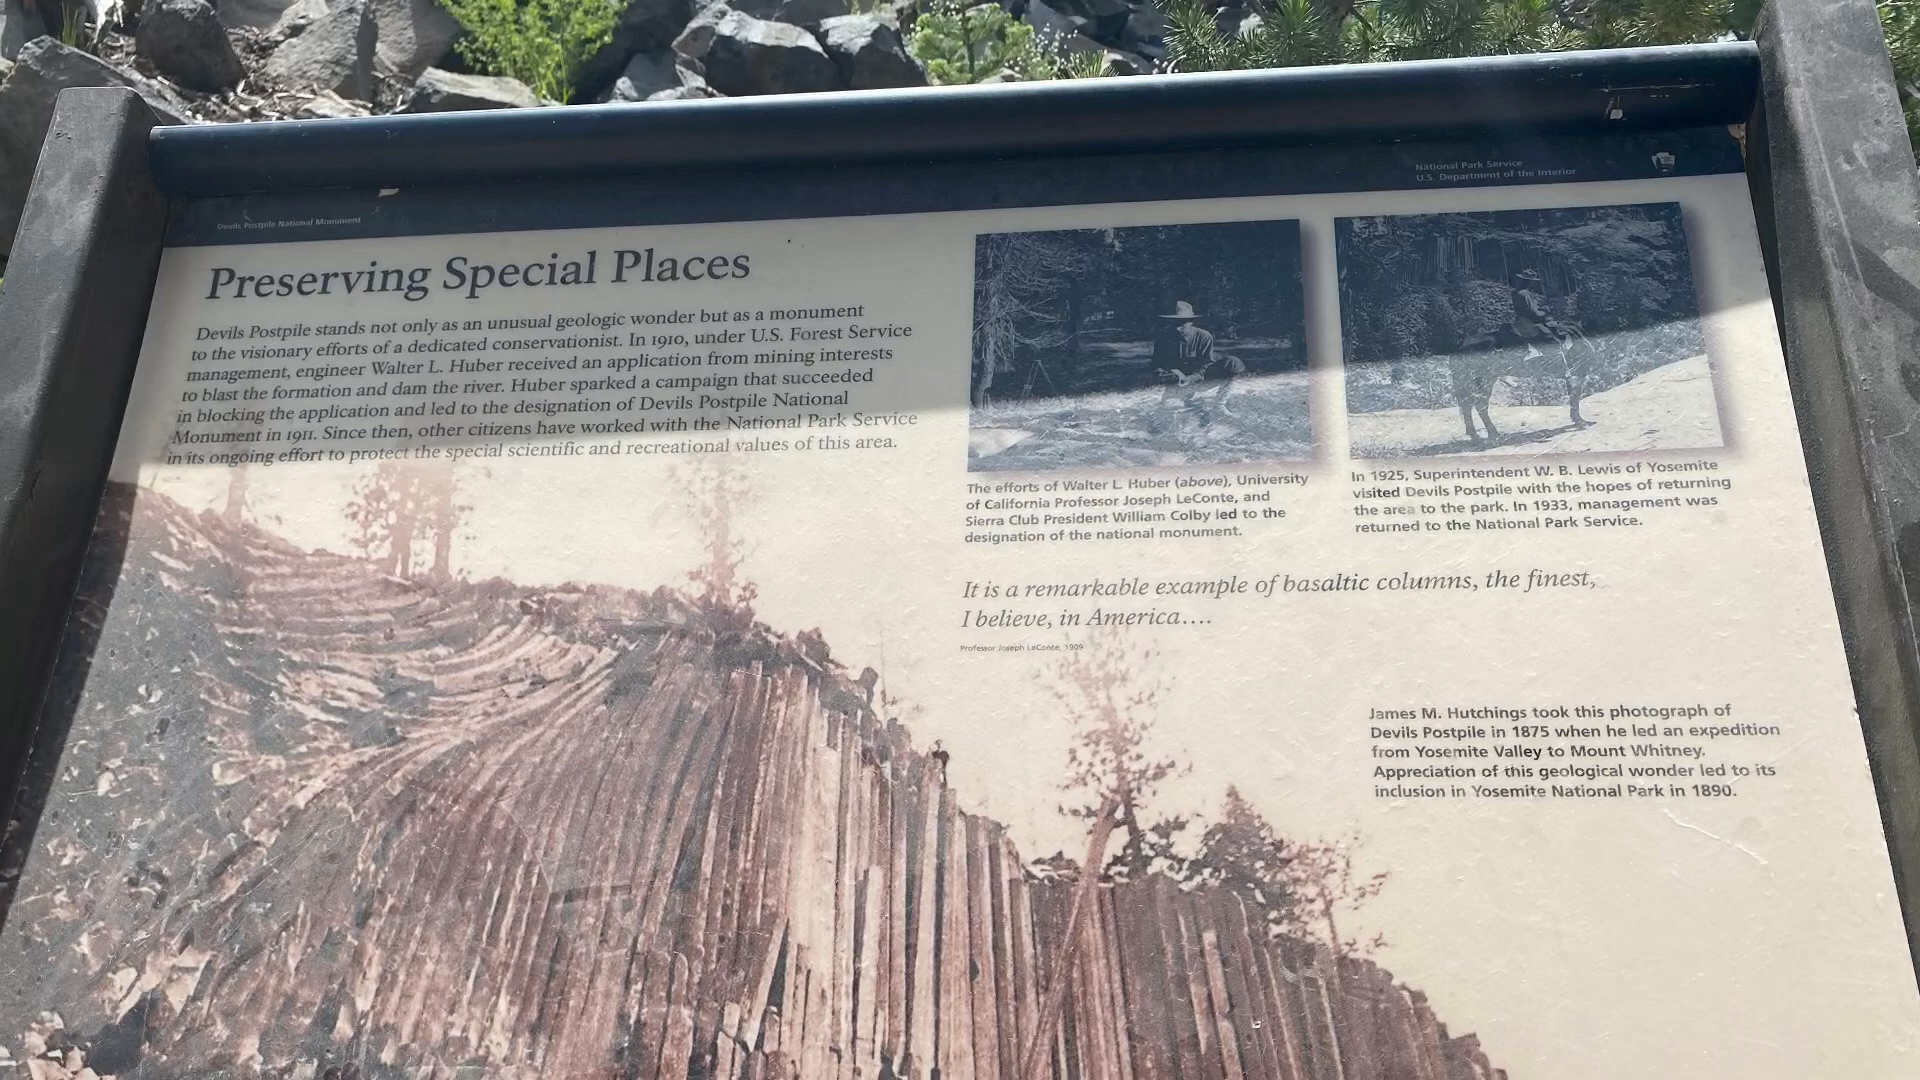 National Park Service
U.S. Department of the Interior
Devils Postpile National Monument
Preserving Special Places
Devils Postpile stands not only as an unusual geologic wonder but as a monument
to the visionary efforts of a dedicated conservationist. In 1910, under U.S. Forest Service
management, engineer Walter L. Huber received an application from mining interests
to blast the formation and dam the river. Huber sparked a campaign that succeeded
in blocking the application and led to the designation of Devils Postpile National
Monument in 1911. Since then, other citizens have worked with the National Park Service
in its ongoing effort to protect the special scientific and recreational values of this area.
The efforts of Walter L. Huber (above), University
of California Professor Joseph LeConte, and
Sierra Club President William Colby led to the
designation of the national monument.
In 1925, Superintendent W. B. Lewis of Yosemite
visited Devils Postpile with the hopes of returning
the area to the park. In 1933, management was
returned to the National Park Service.
It is a remarkable example of basaltic columns, the finest,
I believe, in America....
Professor Joseph LeConte, 1909
James M. Hutchings took this photograph of
Devils Postpile in 1875 when he led an expedition
from Yosemite Valley to Mount Whitney.
Appreciation of this geological wonder led to its
inclusion in Yosemite National Park in 1890.